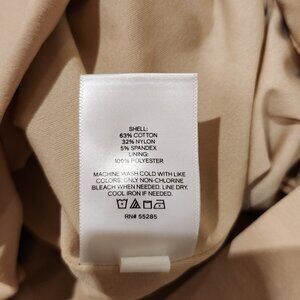 SHELL:
63% COTTON
32% NYLON
5% SPANDEX
LINING:
100% POLYESTER
MACHINE WASH COLD WITH LIKE
COLORS. ONLY NON-CHLORINE
BLEACH WHEN NEEDED. LINE DRY.
COOL IRON IF NEEDED.
RN# 55285